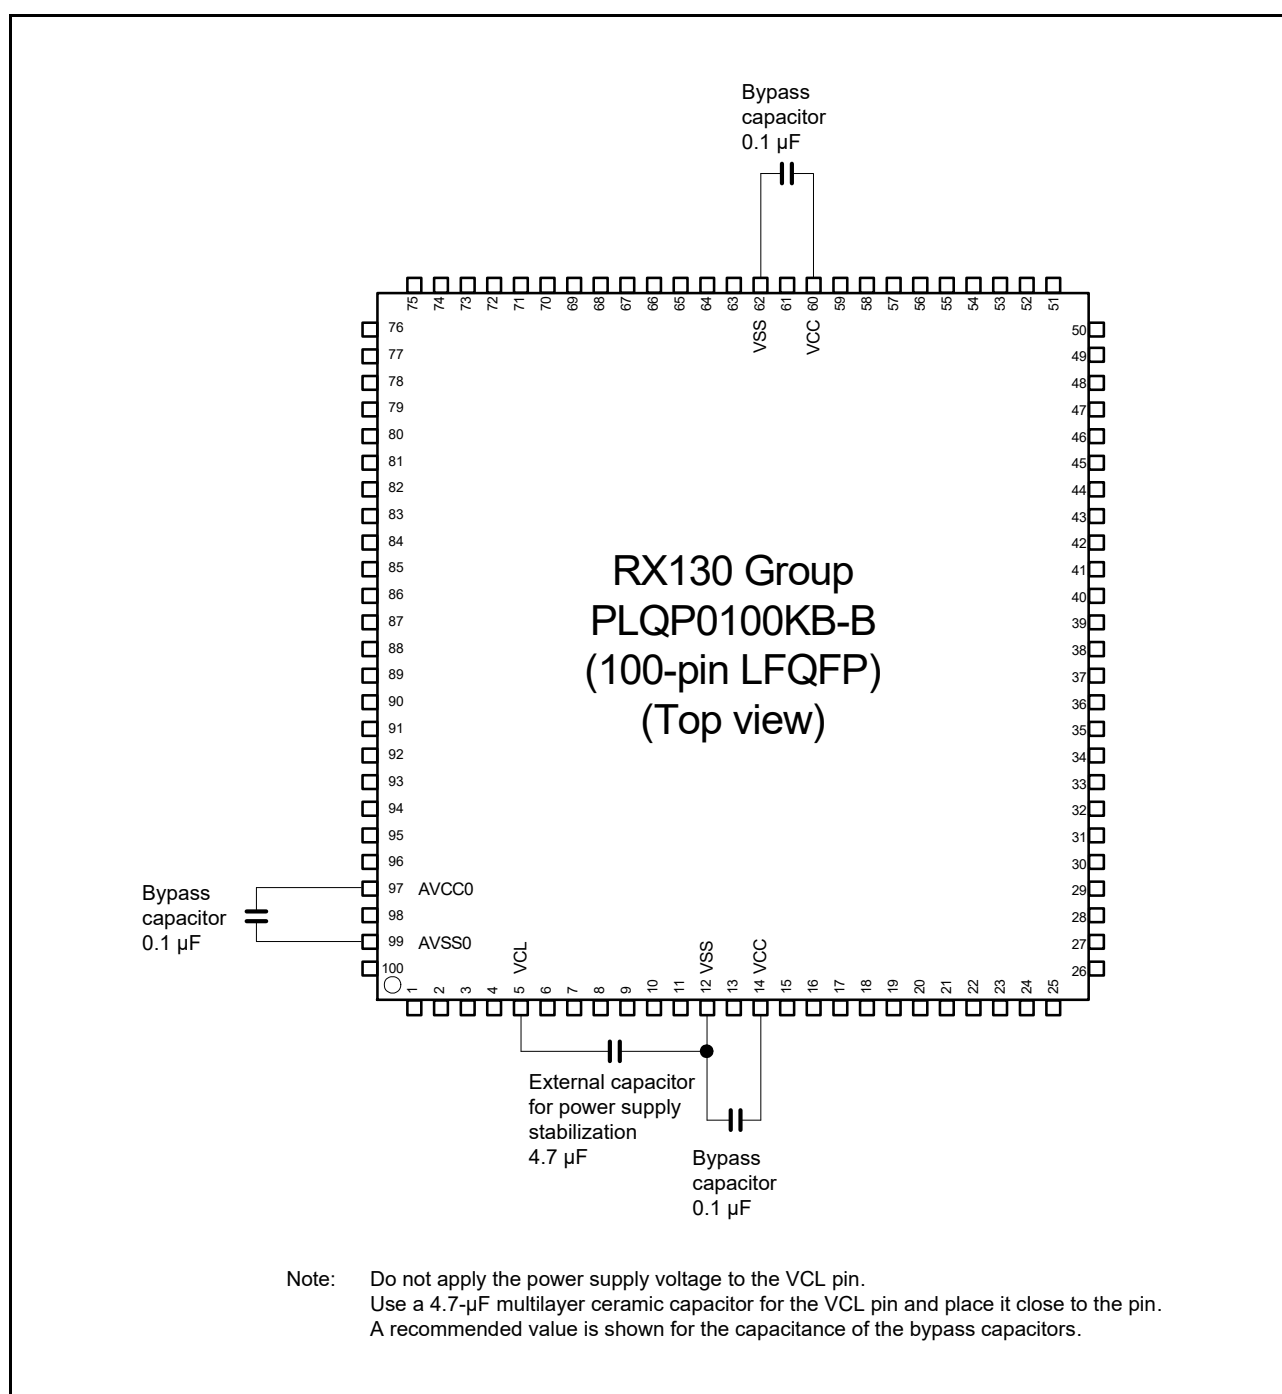 Bypass
capacitor
0.1 µF
75 74 73 72 71 70 69 68 67 66 65 64 63 62 61 60 59 58 57 56 55 54 53 52 51
VSS VCC
76
77
78
79
80
81
82
83
84
85
86
87
88
89
90
91
92
93
94
95
96
97 AVCC0
98
99 AVSS0
100
50
49
48
47
46
45
44
43
42
41
40
39
38
37
36
35
34
33
32
31
30
29
28
27
26
RX130 Group
PLQP0100KB-B
(100-pin LFQFP)
(Top view)
Bypass
capacitor
0.1 µF
VCL VSS VCC
1 2 3 4 5 6 7 8 9 10 11 12 13 14 15 16 17 18 19 20 21 22 23 24 25
External capacitor
for power supply
stabilization
4.7 µF
Bypass
capacitor
0.1 µF
Note: Do not apply the power supply voltage to the VCL pin.
Use a 4.7-µF multilayer ceramic capacitor for the VCL pin and place it close to the pin.
A recommended value is shown for the capacitance of the bypass capacitors.